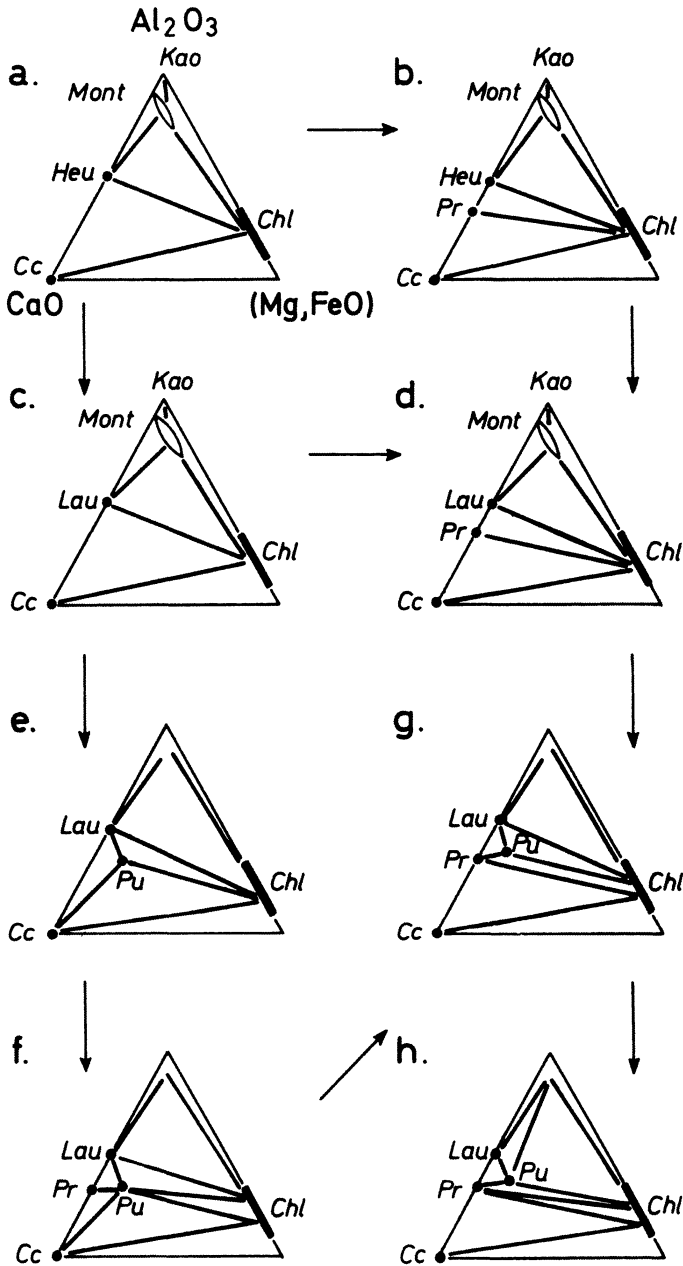 Al₂O₃
a. Kao
Mont
Heu
Chl
Cc
CaO (Mg,FeO)
b. Kao
Mont
Heu
Pr
Chl
Cc
c. Kao
Mont
Lau
Chl
Cc
d. Kao
Mont
Lau
Pr
Chl
Cc
e.
Lau
Pu
Chl
Cc
g.
Lau
Pu
Pr
Chl
Cc
f.
Lau
Pr
Pu
Chl
Cc
h.
Lau
Pu
Pr
Chl
Cc